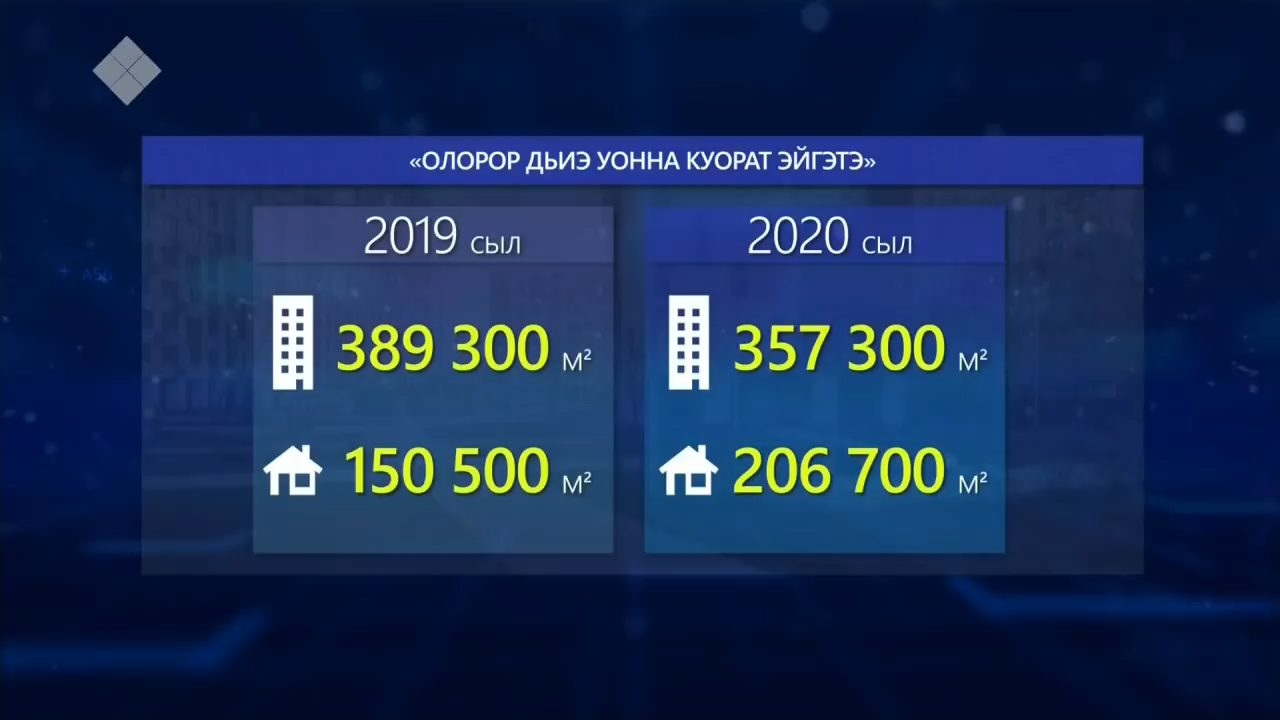 «ОЛОРОР ДЬИЭ УОННА КУОРАТ ЭЙГЭТЭ»
2019 СЫЛ
2020 СЫЛ
389 300 М²
357 300 М²
150 500 М²
206 700 М²
+ A56